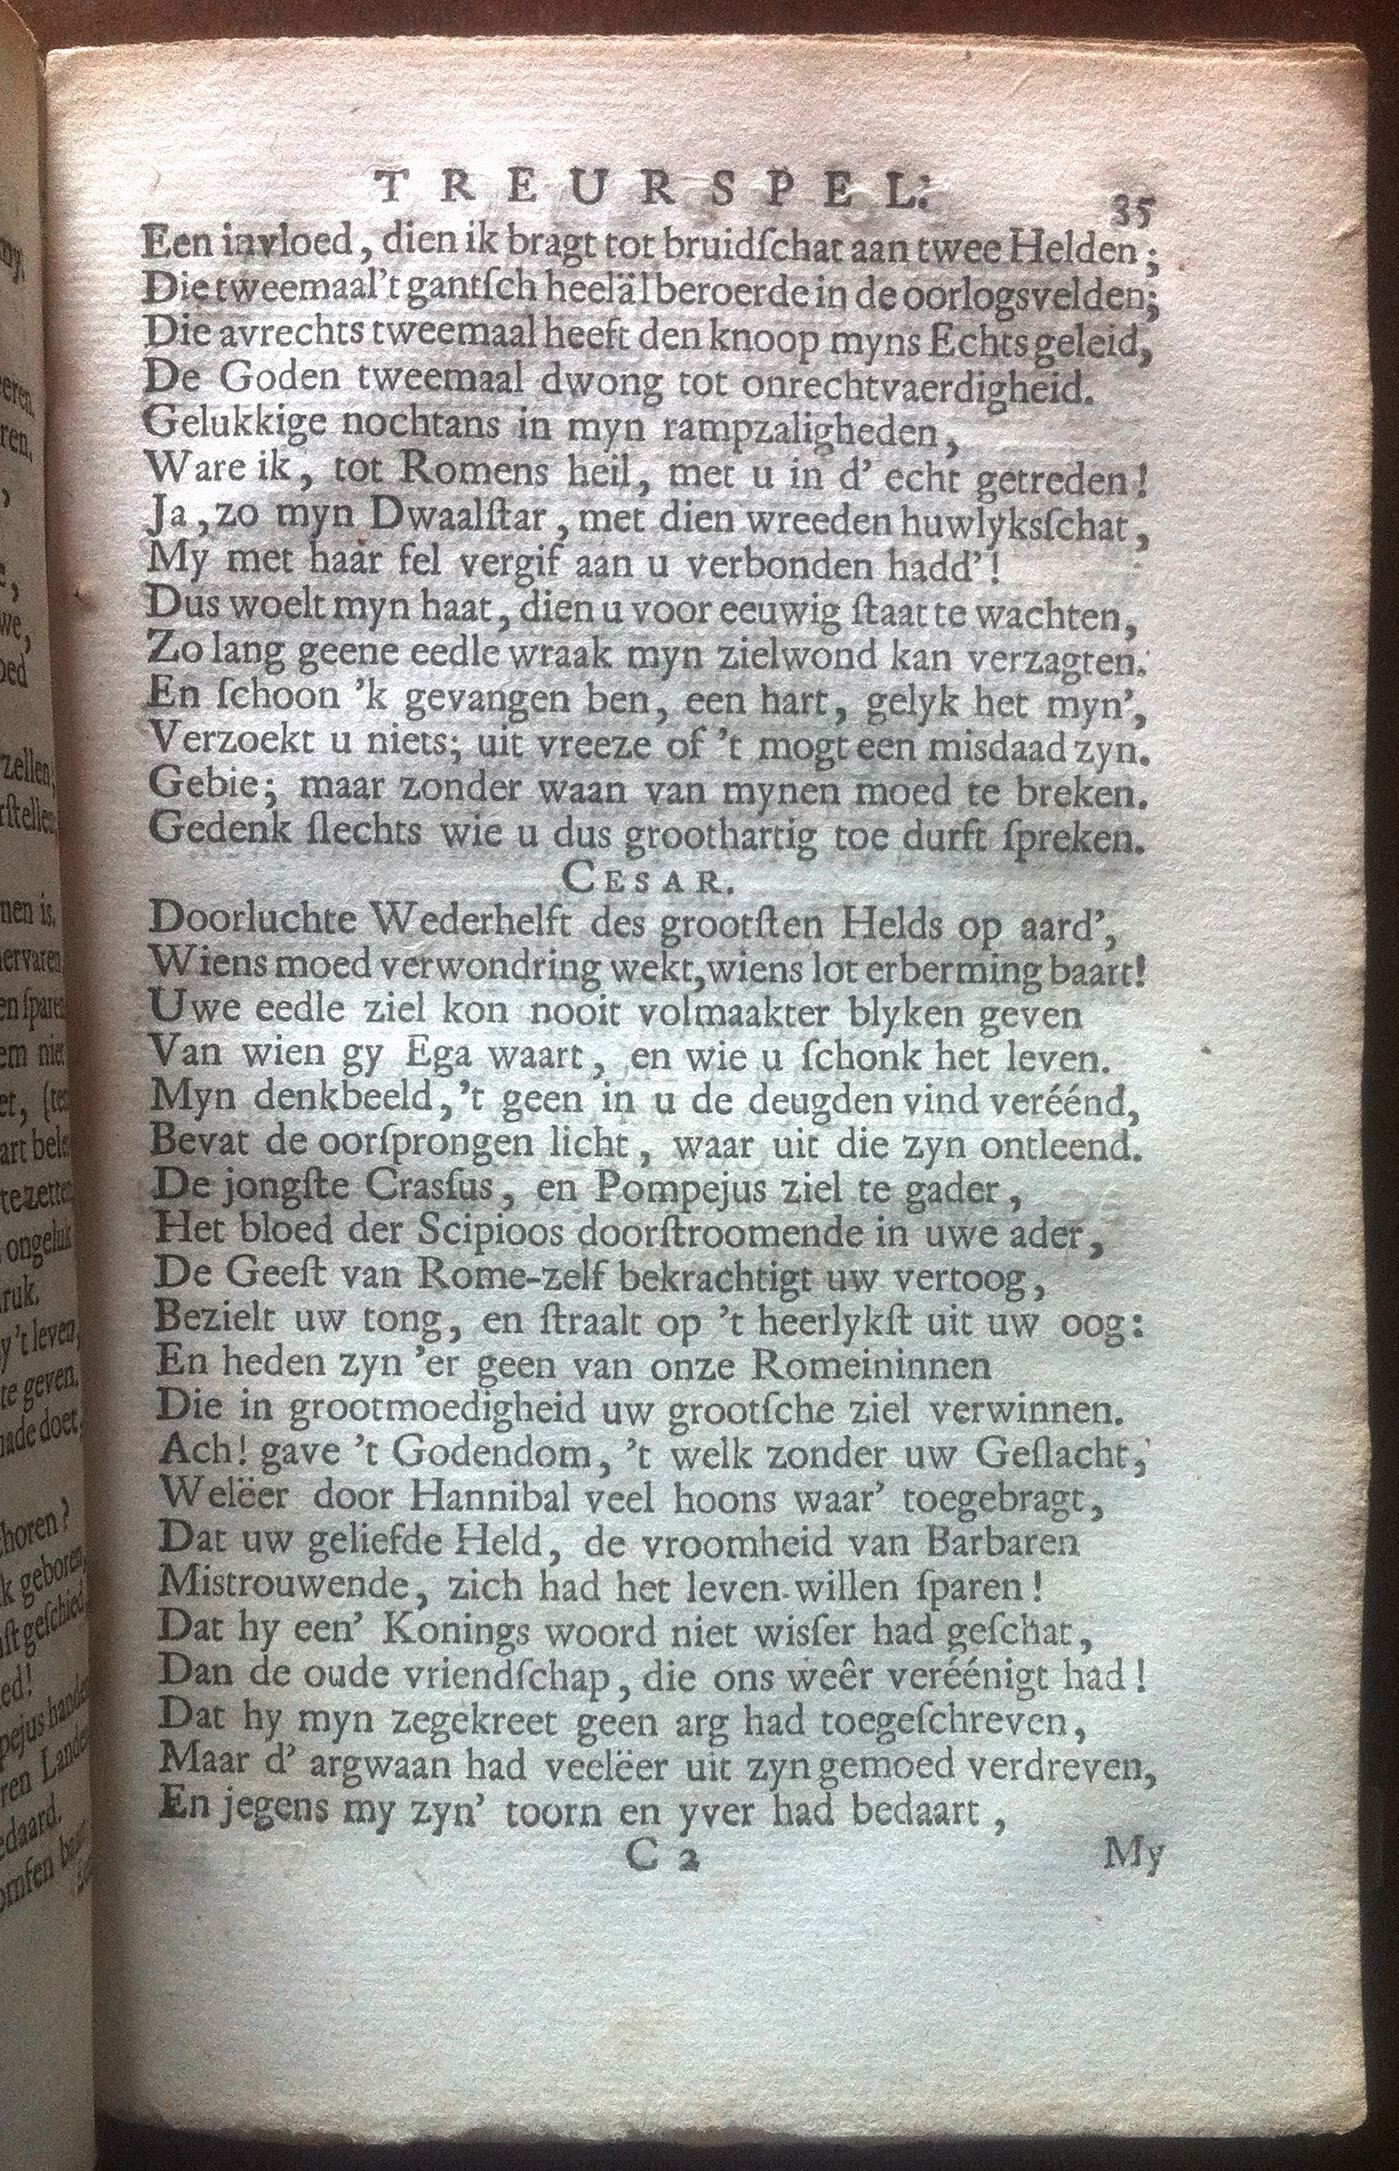 TREURSPEL. 35
Een invloed, dien ik bragt tot bruidſchat aan twee Helden;
Die tweemaal 't gantſch heeläl beroerde in de oorlogsvelden;
Die avrechts tweemaal heeft den knoop myns Echts geleid,
De Goden tweemaal dwong tot onrechtvaerdigheid.
Gelukkige nochtans in myn rampzaligheden,
Ware ik, tot Romens heil, met u in d' echt getreden!
Ja, zo myn Dwaalſtar, met dien wreeden huwlyksſchat,
My met haar fel vergif aan u verbonden hadd'!
Dus woelt myn haat, dien u voor eeuwig ſtaat te wachten,
Zo lang geene eedle wraak myn zielwond kan verzagten.
En ſchoon 'k gevangen ben, een hart, gelyk het myn',
Verzoekt u niets; uit vreeze of 't mogt een misdaad zyn.
Gebie; maar zonder waan van mynen moed te breken.
Gedenk ſlechts wie u dus groothartig toe durft ſpreken.
CESAR.
Doorluchte Wederhelft des grootſten Helds op aard',
Wiens moed verwondring wekt, wiens lot erberming baart!
Uwe eedle ziel kon nooit volmaakter blyken geven
Van wien gy Ega waart, en wie u ſchonk het leven.
Myn denkbeeld, 't geen in u de deugden vind veréénd,
Bevat de oorſprongen licht, waar uit die zyn ontleend.
De jongſte Crasſus, en Pompejus ziel te gader,
Het bloed der Scipioos doorſtroomende in uwe ader,
De Geeſt van Rome-zelf bekrachtigt uw vertoog,
Bezielt uw tong, en ſtraalt op 't heerlykſt uit uw oog:
En heden zyn 'er geen van onze Romeininnen
Die in grootmoedigheid uw grootſche ziel verwinnen.
Ach! gave 't Godendom, 't welk zonder uw Geſlacht,
Welëer door Hannibal veel hoons waar' toegebragt,
Dat uw geliefde Held, de vroomheid van Barbaren
Mistrouwende, zich had het leven willen ſparen!
Dat hy een' Konings woord niet wisſer had geſchat,
Dan de oude vriendſchap, die ons weêr veréénigt had!
Dat hy myn zegekreet geen arg had toegeſchreven,
Maar d' argwaan had veelëer uit zyn gemoed verdreven,
En jegens my zyn' toorn en yver had bedaart,
C 2 My